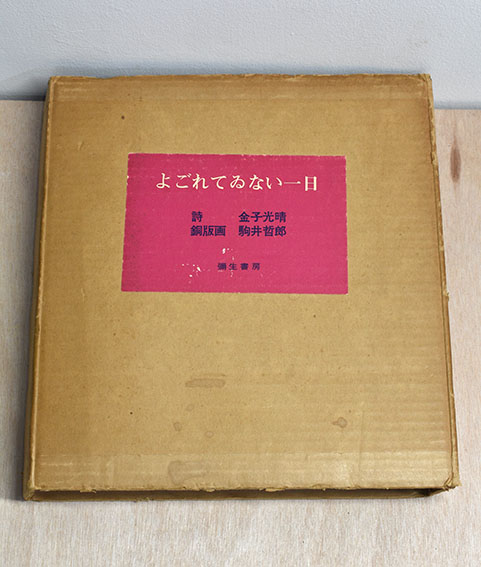 よごれてゐない一日
詩 金子光晴
銅版画 駒井哲郎
彌生書房